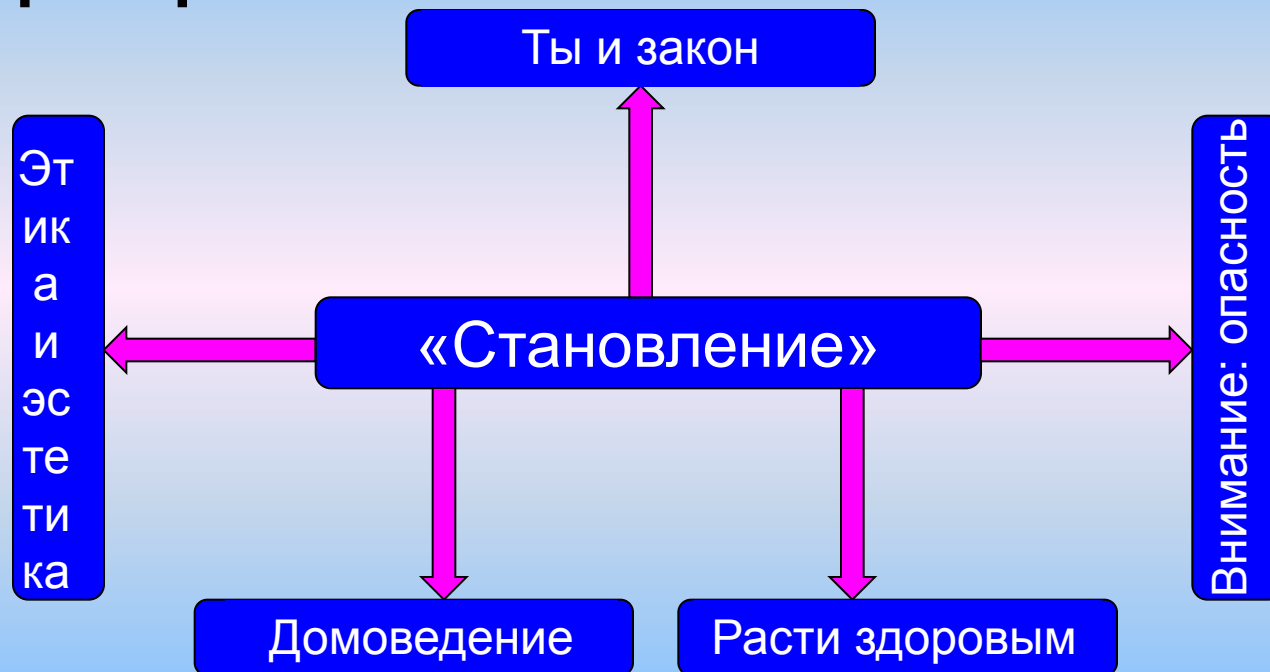 Ты и закон
Эт
ик
а
и
эс
те
ти
ка
«Становление»
Внимание: опасность
Домоведение
Расти здоровым